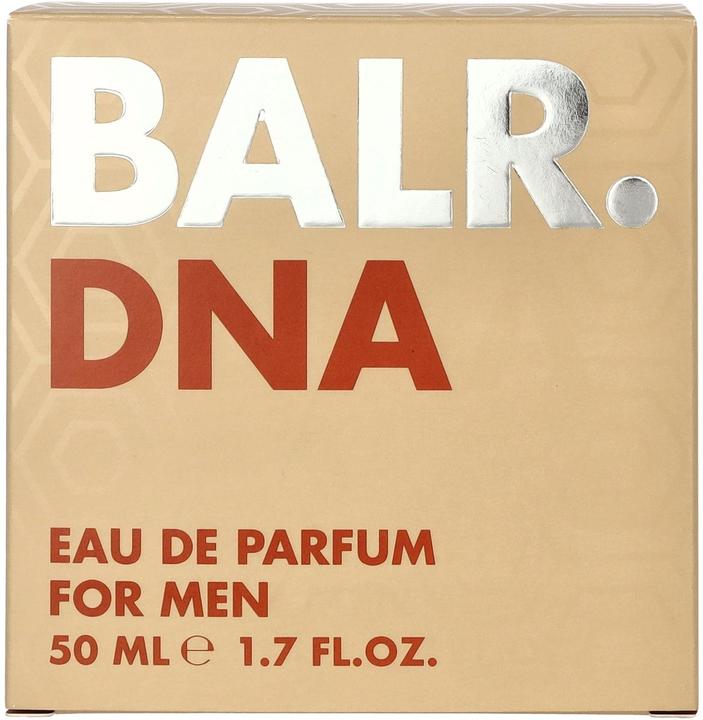 BALR.
DNA
EAU DE PARFUM
FOR MEN
50 ML ℮ 1.7 FL.OZ.